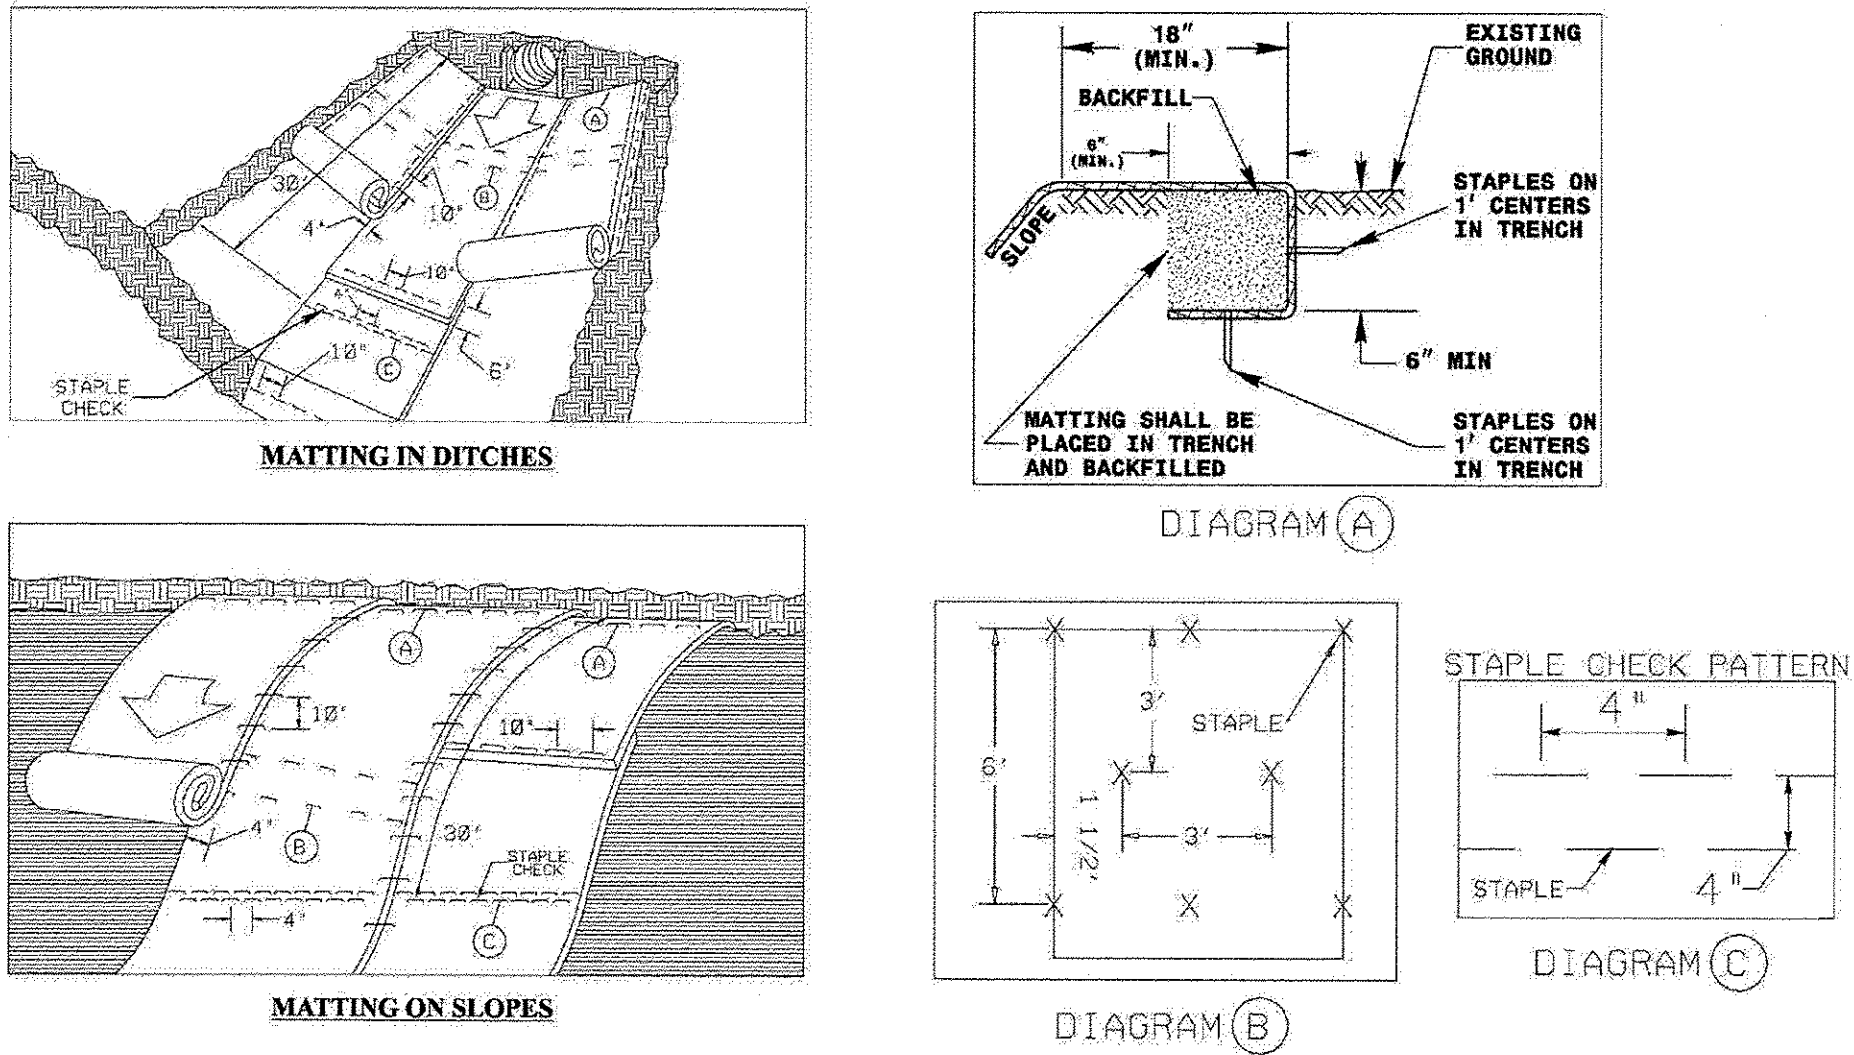 30'
4'
10'
A
B
10'
4"
10"
C
6'
STAPLE
CHECK
MATTING IN DITCHES
18"
(MIN.)
EXISTING
GROUND
BACKFILL
6"
(MIN.)
STAPLES ON
1' CENTERS
IN TRENCH
SLOPE
6" MIN
MATTING SHALL BE
PLACED IN TRENCH
AND BACKFILLED
STAPLES ON
1' CENTERS
IN TRENCH
DIAGRAM A
A
A
10'
10'
4"
B
30'
STAPLE
CHECK
4'
C
MATTING ON SLOPES
3'
STAPLE
6'
1 1/2'
3'
DIAGRAM B
STAPLE CHECK PATTERN
4"
STAPLE
4"
DIAGRAM C